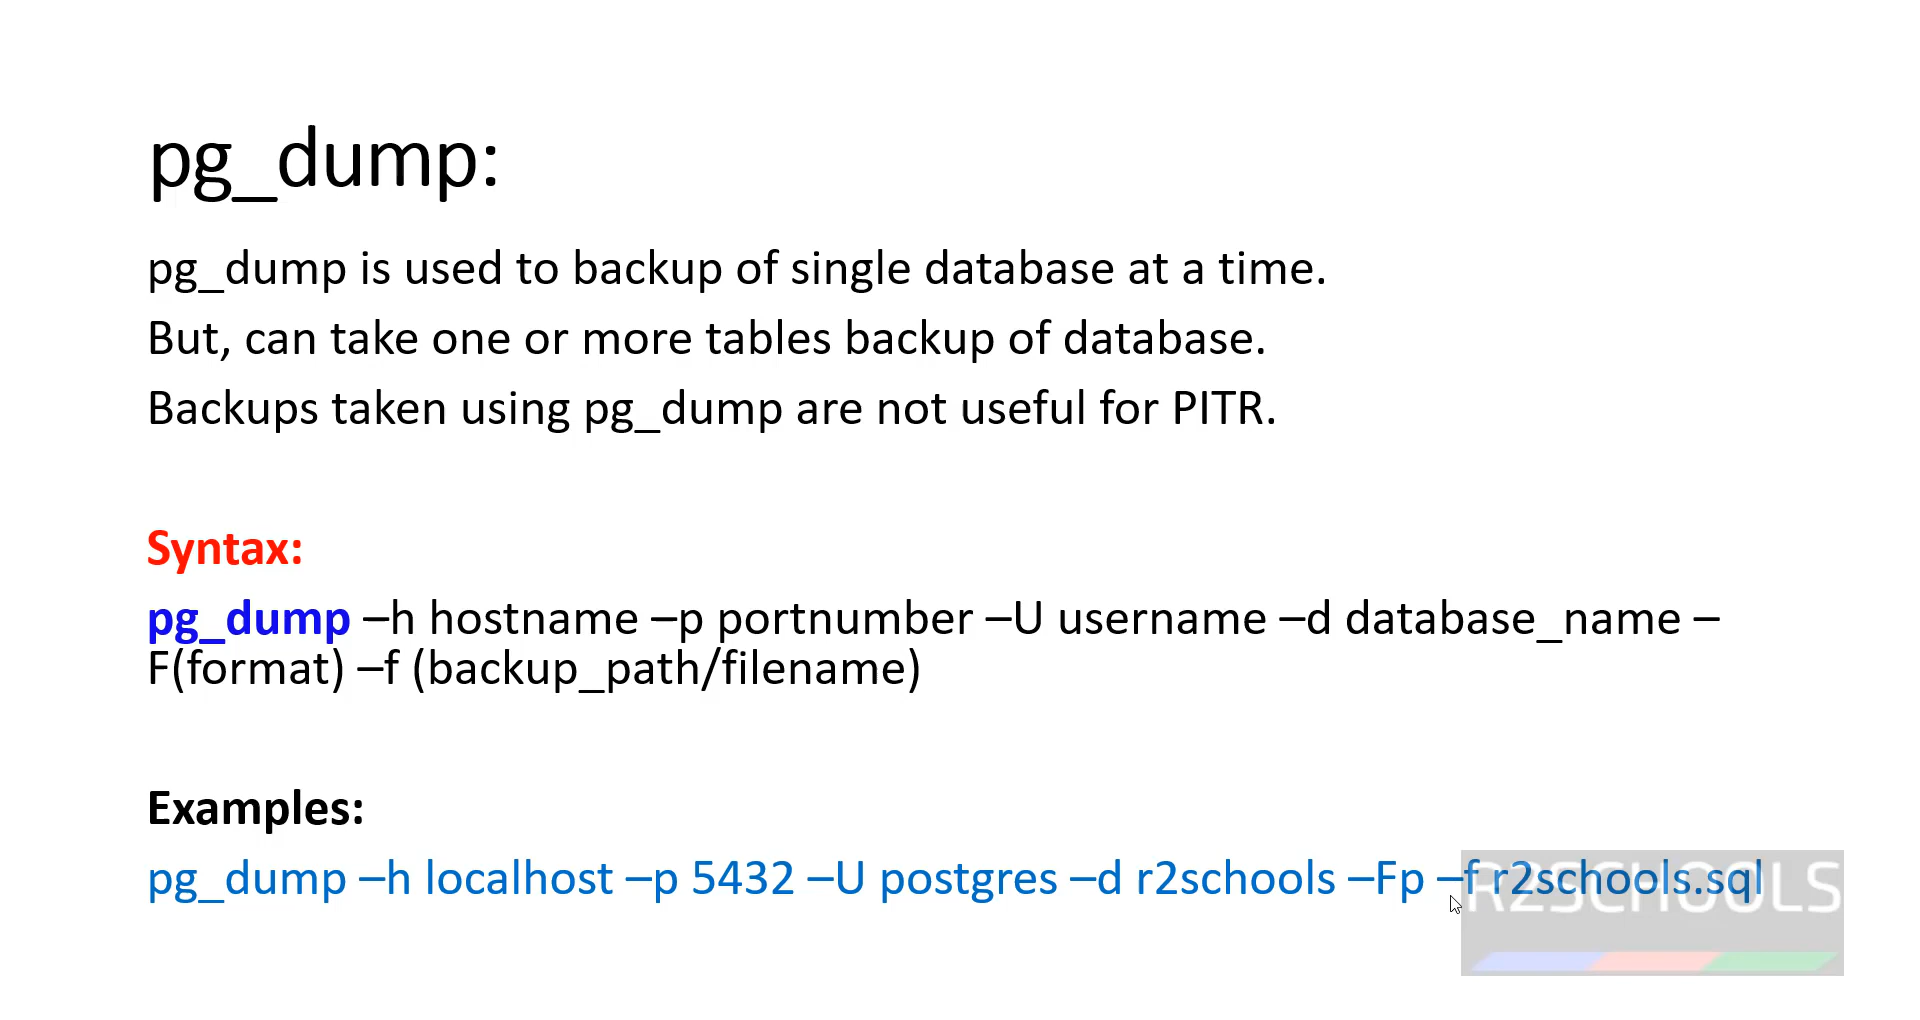 pg_dump:
pg_dump is used to backup of single database at a time.
But, can take one or more tables backup of database.
Backups taken using pg_dump are not useful for PITR.
Syntax:
pg_dump –h hostname –p portnumber –U username –d database_name –
F(format) –f (backup_path/filename)
Examples:
pg_dump –h localhost –p 5432 –U postgres –d r2schools –Fp –f r2schools.sql
R2SCHOOLS